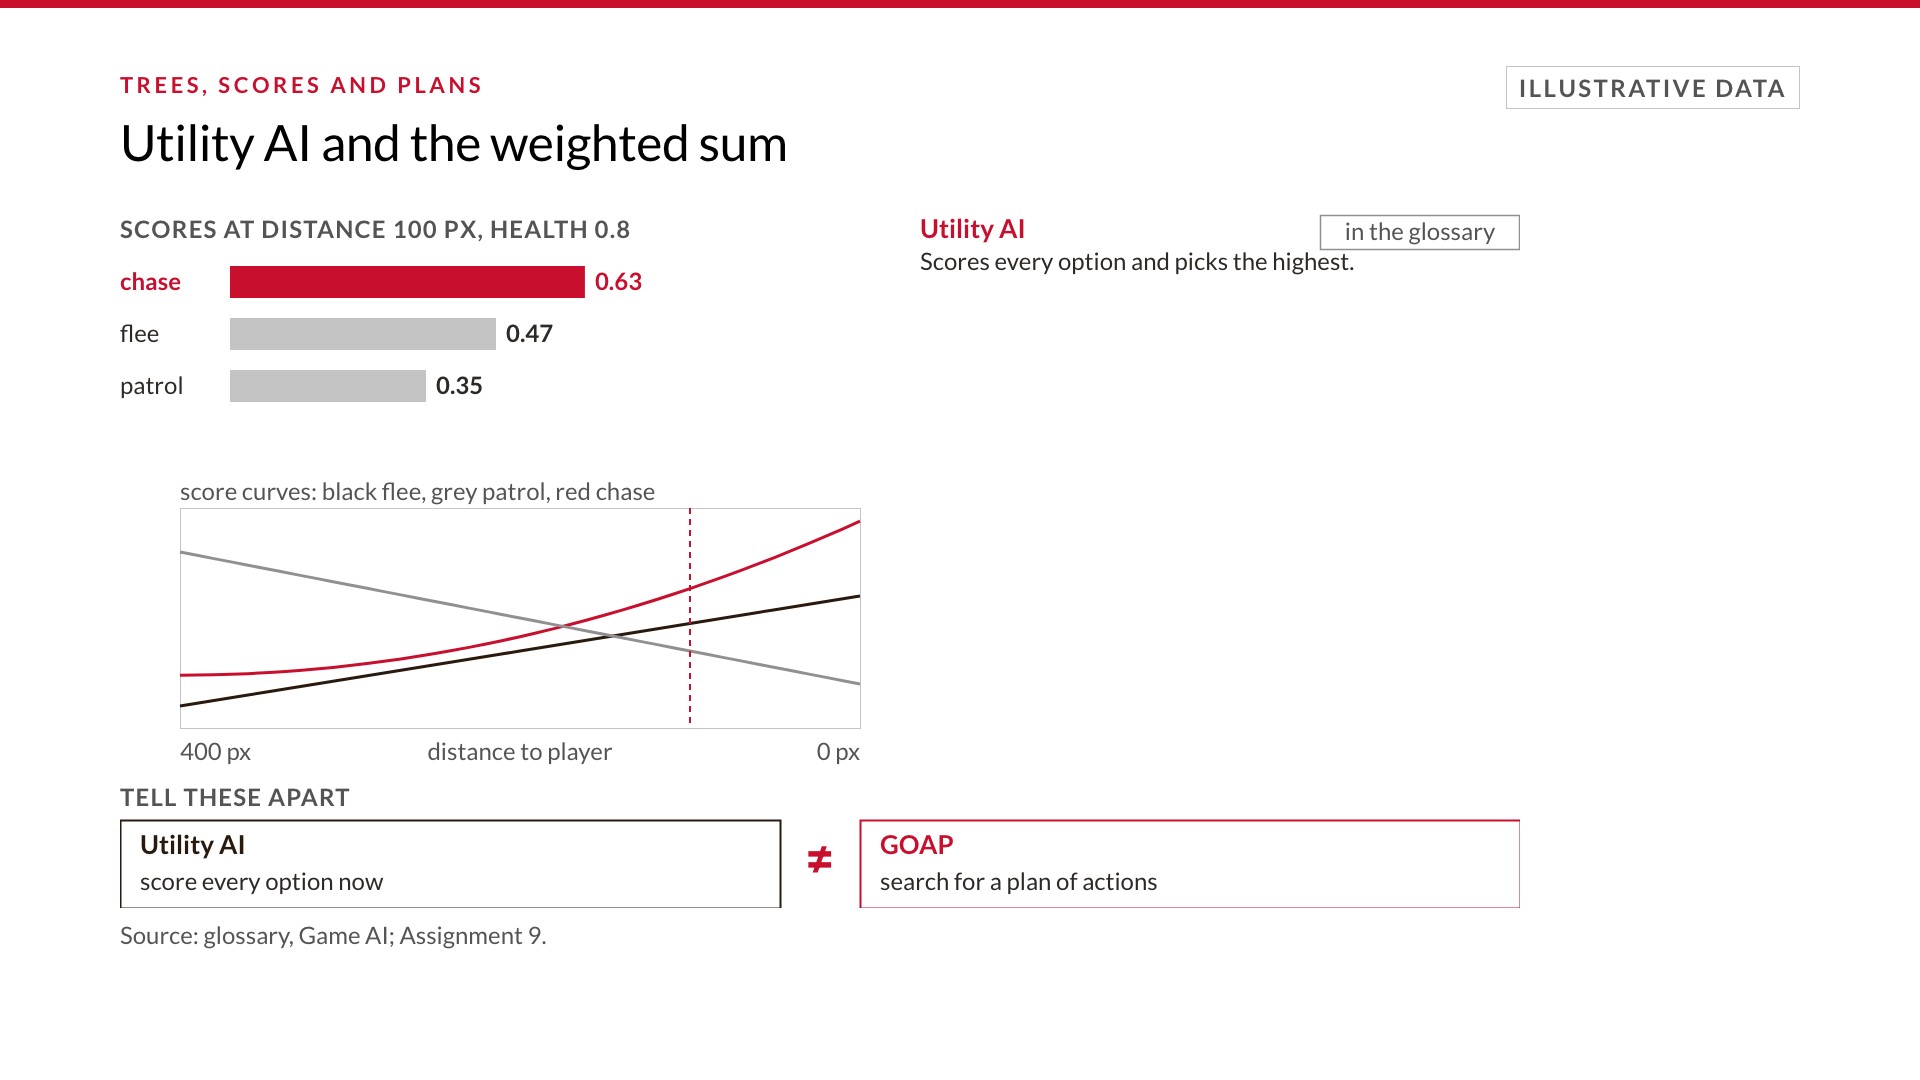 TREES, SCORES AND PLANS
ILLUSTRATIVE DATA
Utility AI and the weighted sum
SCORES AT DISTANCE 100 PX, HEALTH 0.8
chase 0.63
flee 0.47
patrol 0.35
Utility AI
in the glossary
Scores every option and picks the highest.
score curves: black flee, grey patrol, red chase
400 px distance to player 0 px
TELL THESE APART
Utility AI
score every option now
≠
GOAP
search for a plan of actions
Source: glossary, Game AI; Assignment 9.